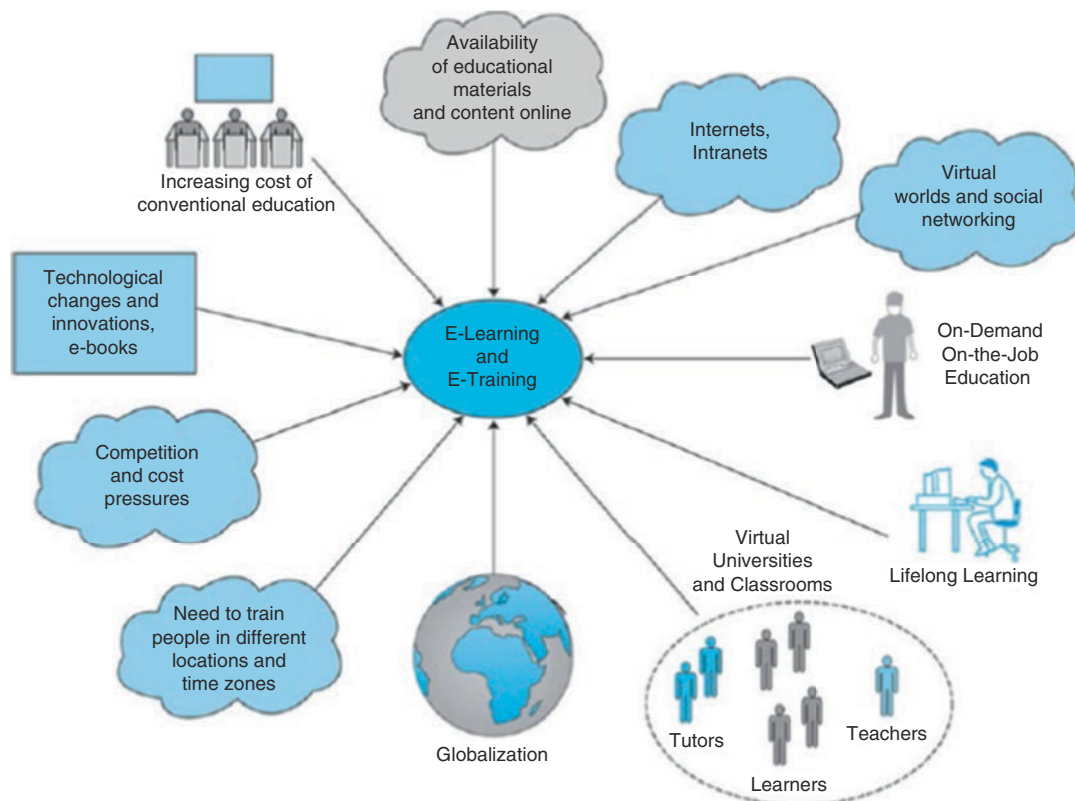 Availability
of educational
materials
and content online
Internets,
Intranets
Virtual
worlds and social
networking
Increasing cost of
conventional education
Technological
changes and
innovations,
e-books
E-Learning
and
E-Training
On-Demand
On-the-Job
Education
Competition
and cost
pressures
Lifelong Learning
Virtual
Universities
and Classrooms
Need to train
people in different
locations and
time zones
Globalization
Tutors
Learners
Teachers